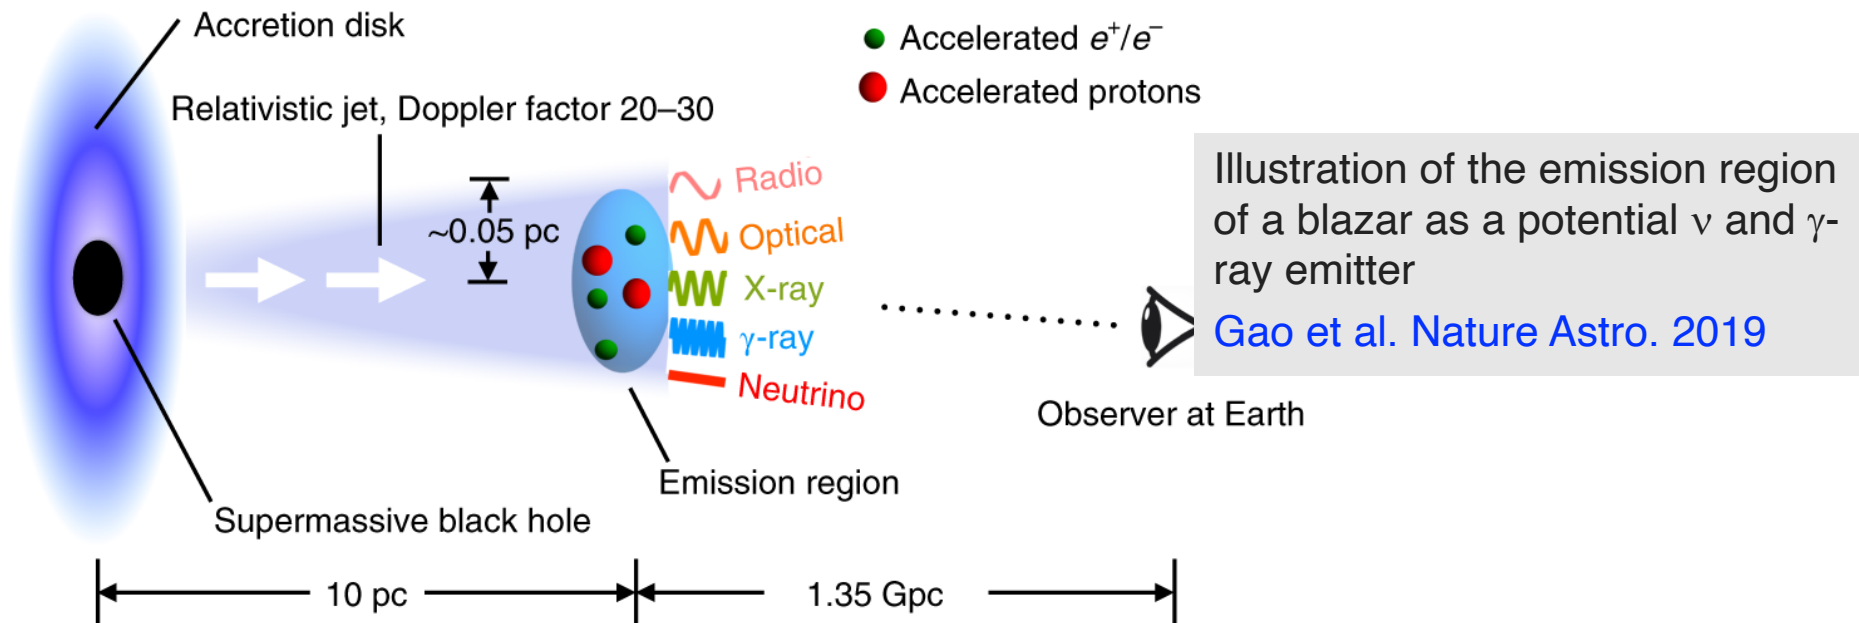 Accretion disk
Accelerated e⁺/e⁻
Accelerated protons
Relativistic jet, Doppler factor 20–30
~0.05 pc
Radio
Optical
X-ray
γ-ray
Neutrino
Illustration of the emission region
of a blazar as a potential ν and γ-
ray emitter
Gao et al. Nature Astro. 2019
Observer at Earth
Emission region
Supermassive black hole
10 pc
1.35 Gpc